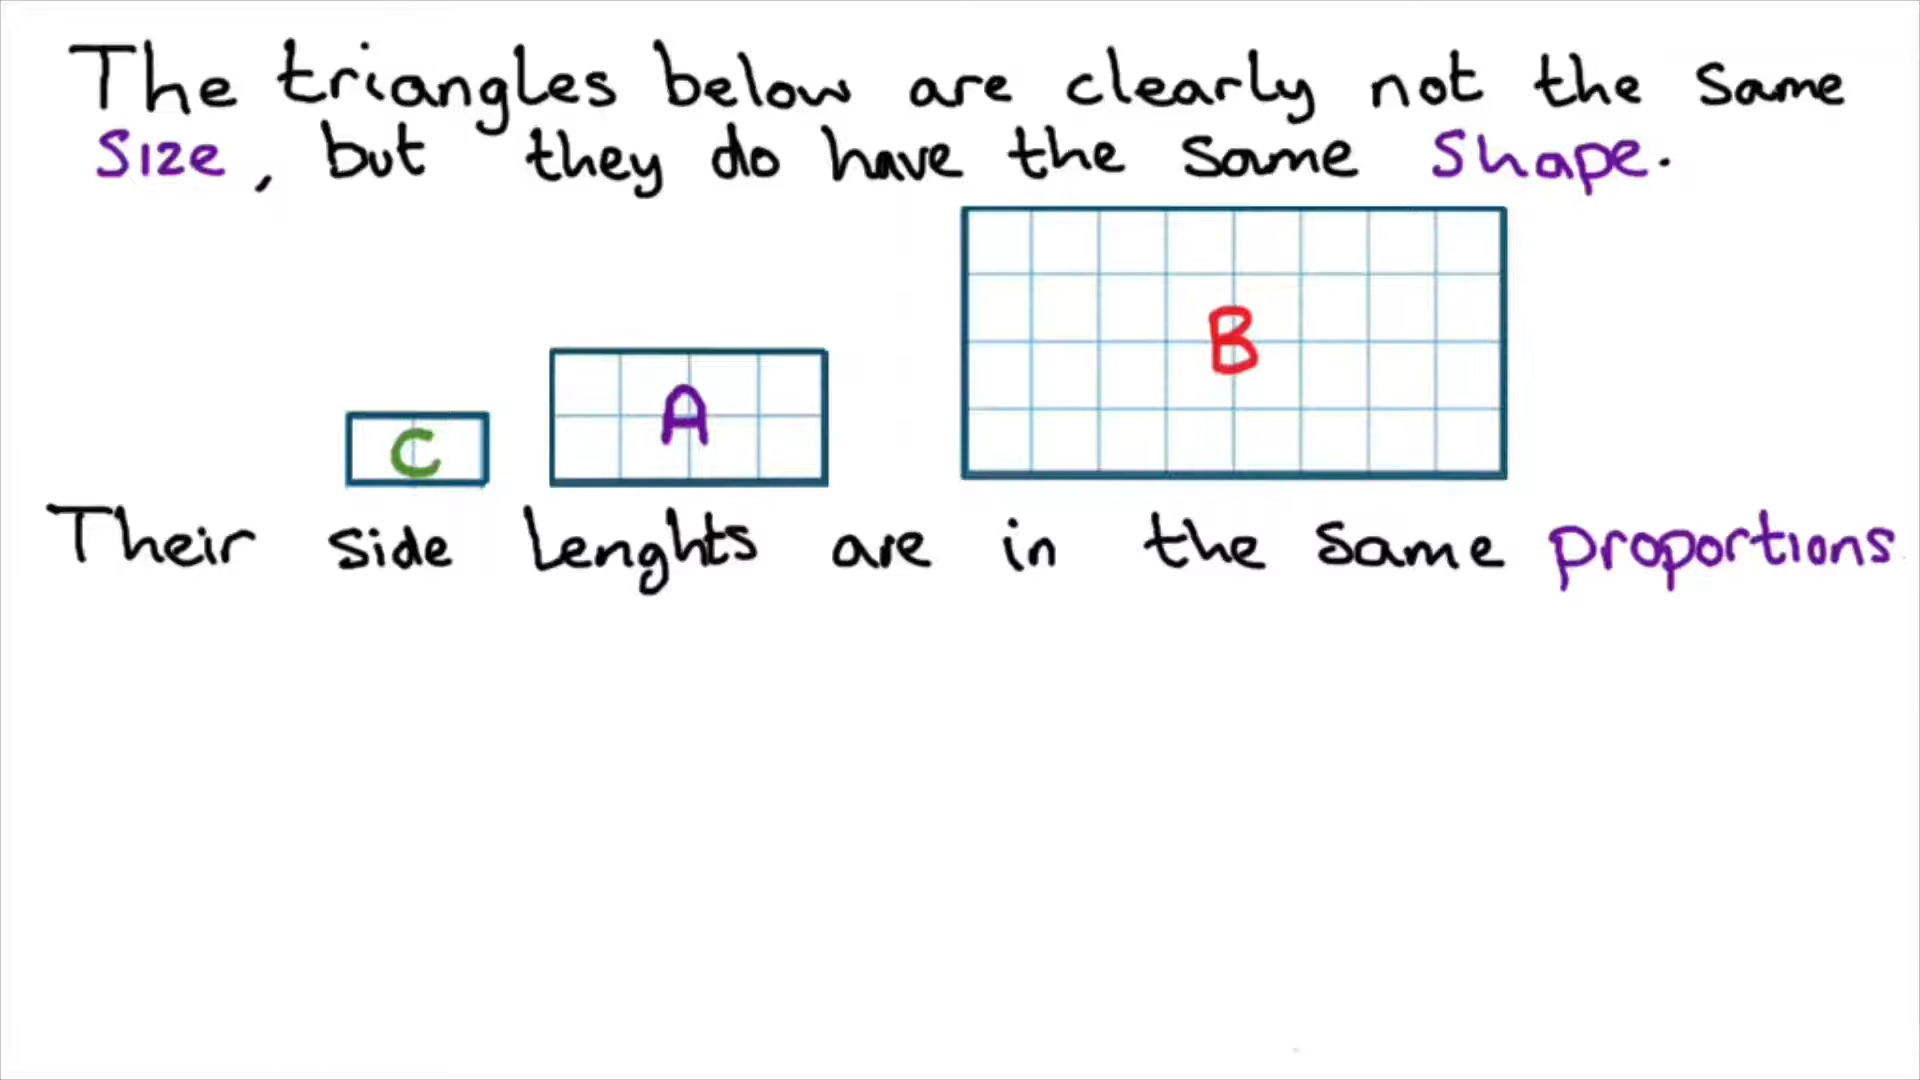 The triangles below are clearly not the same
Size, but they do have the same Shape.
B
A
C
Their side Lenghts are in the same proportions